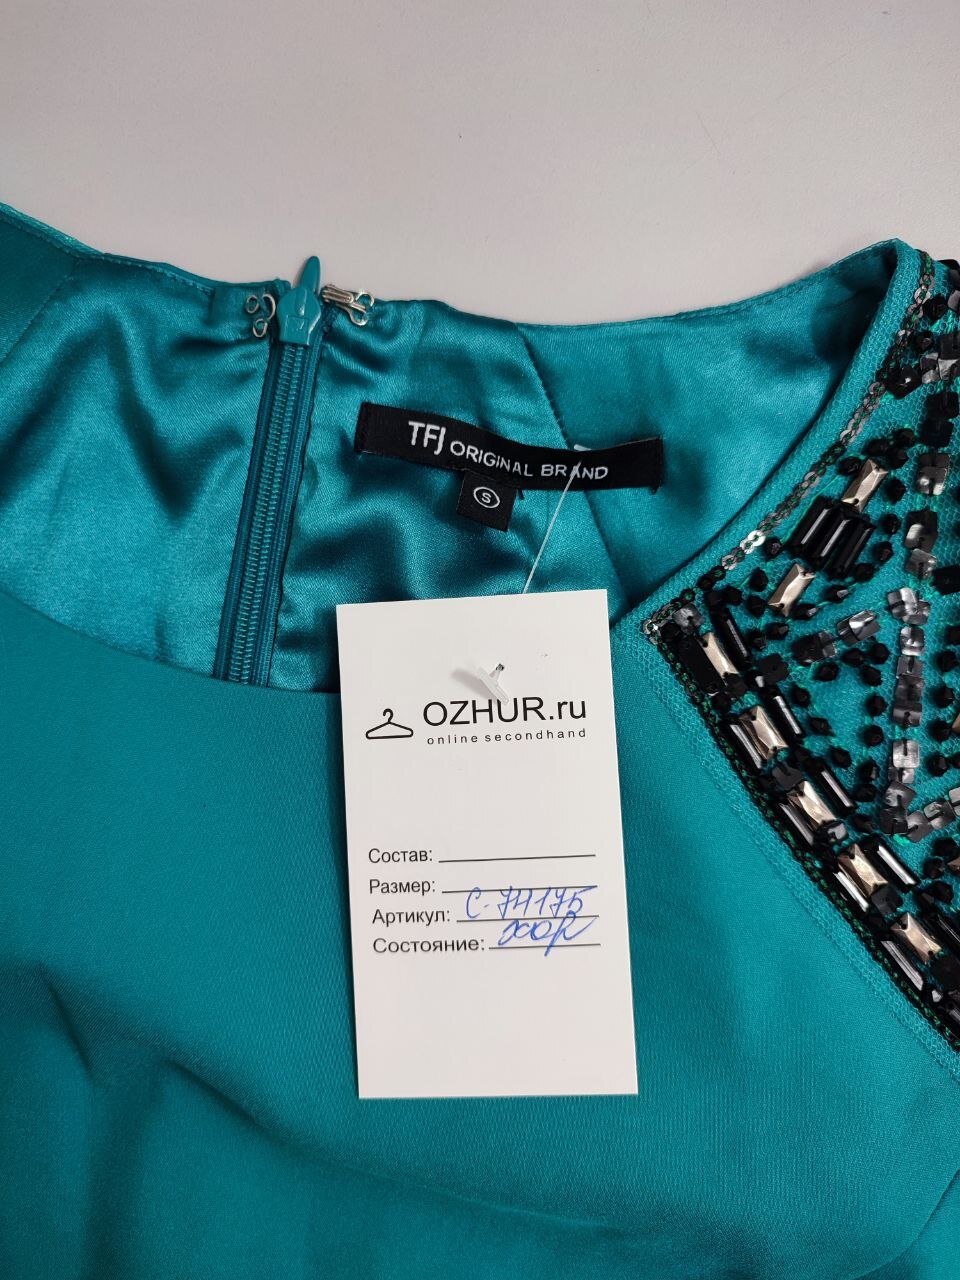 TFJ ORIGINAL BRAND
S
OZHUR.ru
online secondhand
Состав:
Размер:
Артикул: С-74175
Состояние: хор